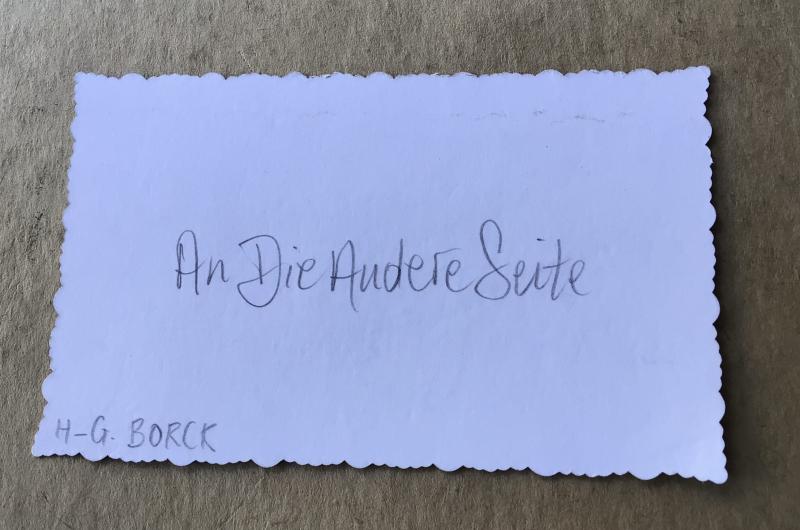 An Die Andere Seite
H-G. BORCK